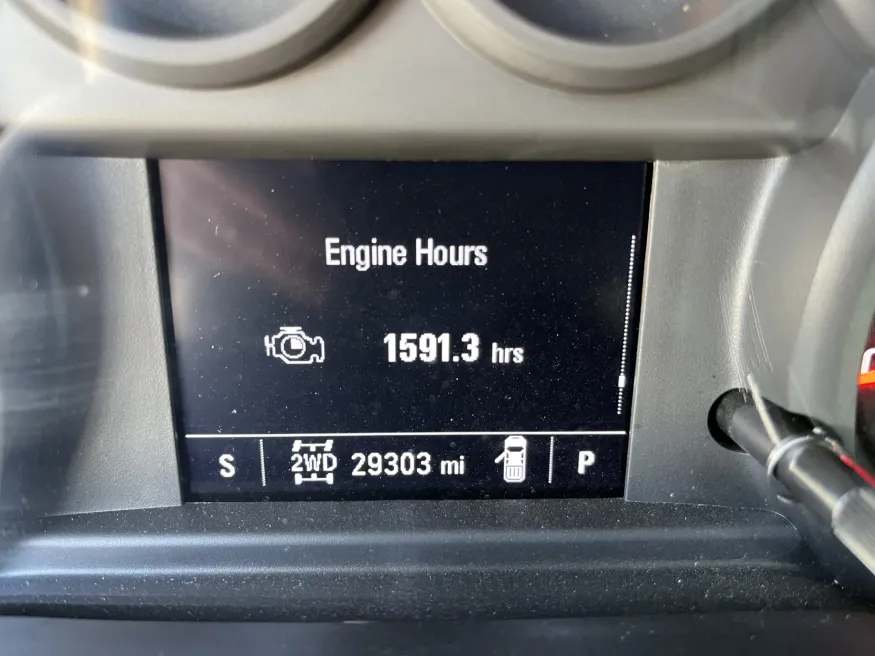 Engine Hours
1591.3 hrs
S 2WD 29303 mi P